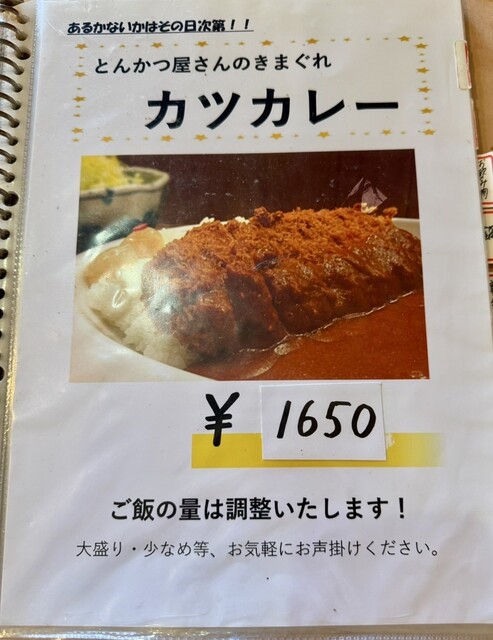 あるかないかはその日次第！！
とんかつ屋さんのきまぐれ
カツカレー
¥ 1650
ご飯の量は調整いたします！
大盛り・少なめ等、お気軽にお声掛けください。